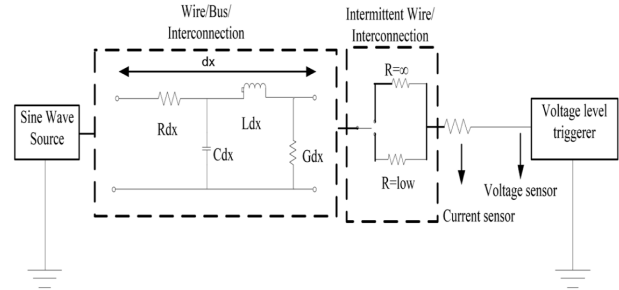 Wire/Bus/
Interconnection
Intermittent Wire/
Interconnection
dx
R=∞
Sine Wave
Source
Rdx
Ldx
Cdx
Gdx
R=low
Voltage level
triggerer
Voltage sensor
Current sensor